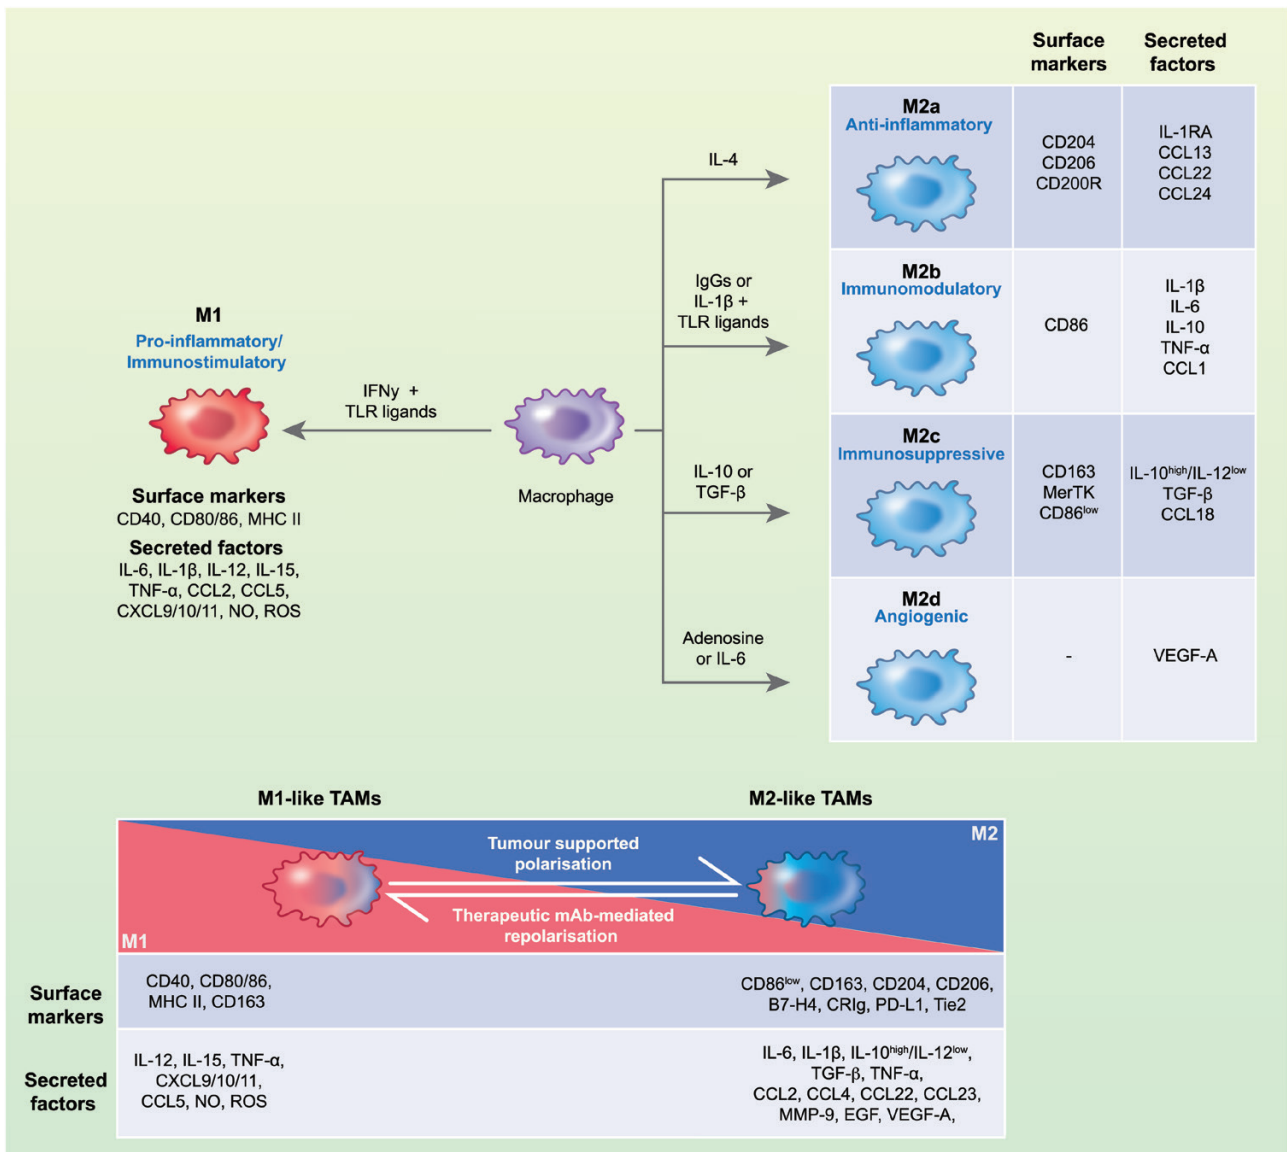 Surface
markers
Secreted
factors
M2a
Anti-inflammatory
CD204
CD206
CD200R
IL-1RA
CCL13
CCL22
CCL24
IL-4
M2b
Immunomodulatory
CD86
IL-1β
IL-6
IL-10
TNF-α
CCL1
IgGs or
IL-1β +
TLR ligands
M1
Pro-inflammatory/
Immunostimulatory
IFNy +
TLR ligands
Macrophage
Surface markers
CD40, CD80/86, MHC II
Secreted factors
IL-6, IL-1β, IL-12, IL-15,
TNF-α, CCL2, CCL5,
CXCL9/10/11, NO, ROS
IL-10 or
TGF-β
M2c
Immunosuppressive
CD163
MerTK
CD86low
IL-10high/IL-12low
TGF-β
CCL18
Adenosine
or IL-6
M2d
Angiogenic
-
VEGF-A
M1-like TAMs
M2-like TAMs
M2
Tumour supported
polarisation
Therapeutic mAb-mediated
repolarisation
M1
Surface
markers
CD40, CD80/86,
MHC II, CD163
CD86low, CD163, CD204, CD206,
B7-H4, CRIg, PD-L1, Tie2
Secreted
factors
IL-12, IL-15, TNF-α,
CXCL9/10/11,
CCL5, NO, ROS
IL-6, IL-1β, IL-10high/IL-12low,
TGF-β, TNF-α,
CCL2, CCL4, CCL22, CCL23,
MMP-9, EGF, VEGF-A,